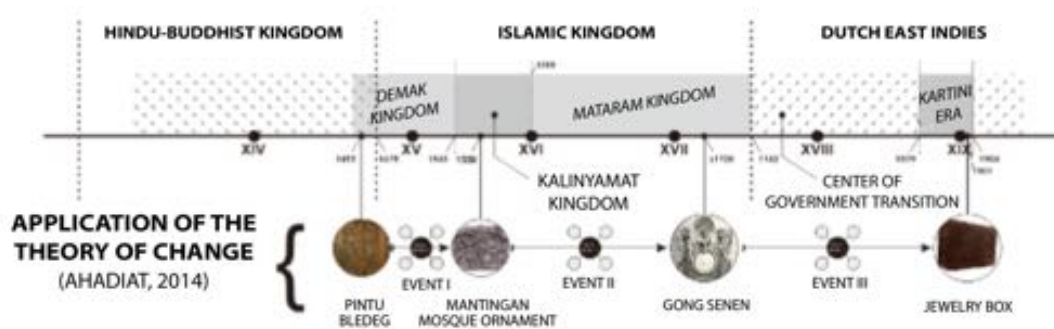 HINDU-BUDDHIST KINGDOM
ISLAMIC KINGDOM
DUTCH EAST INDIES
DEMAK
KINGDOM
MATARAM KINGDOM
KARTINI
ERA
XIV
XV
XVI
XVII
XVIII
XIX
KALINYAMAT
KINGDOM
CENTER OF
GOVERNMENT TRANSITION
APPLICATION OF THE
THEORY OF CHANGE
(AHADIAT, 2014)
{
EVENT I
EVENT II
EVENT III
PINTU
BLEDEG
MANTINGAN
MOSQUE ORNAMENT
GONG SENEN
JEWELRY BOX